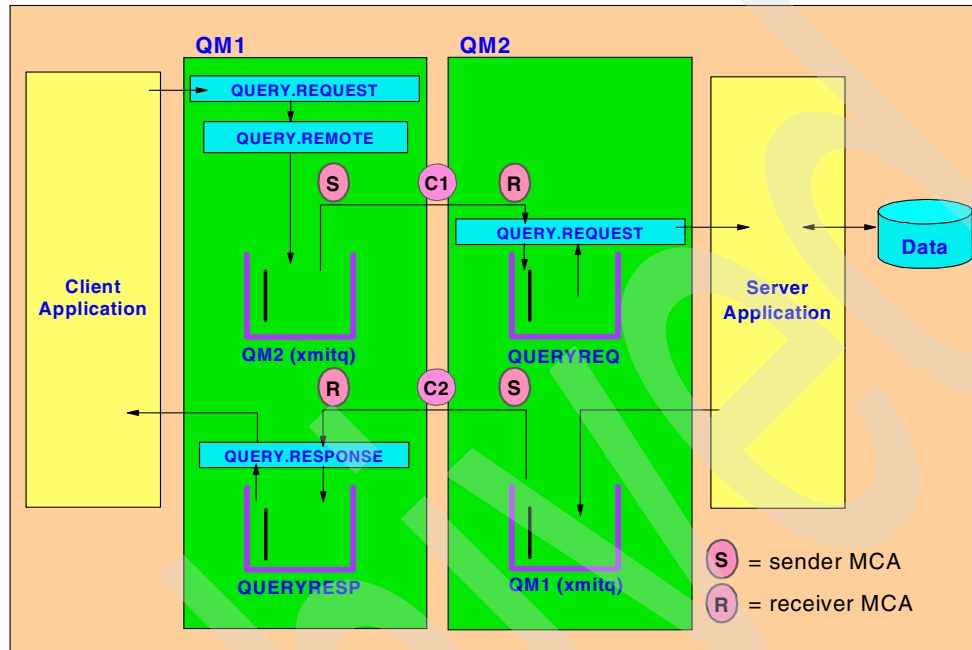 QM1
QM2
QUERY.REQUEST
QUERY.REMOTE
S
C1
R
QUERY.REQUEST
Client
Application
Server
Application
Data
QM2 (xmitq)
QUERYREQ
R
C2
S
QUERY.RESPONSE
QUERYRESP
QM1 (xmitq)
S = sender MCA
R = receiver MCA